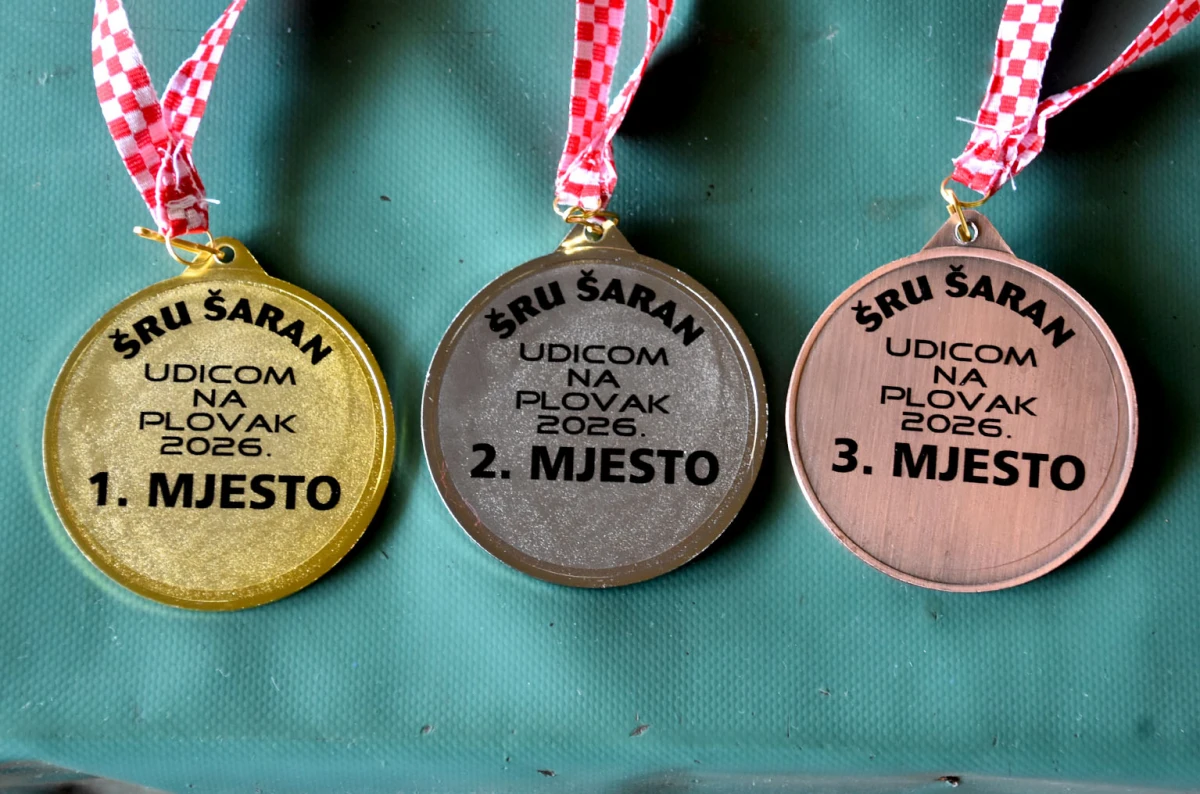 ŠRU ŠARAN
UDICOM
NA
PLOVAK
2026.
1. MJESTO
ŠRU ŠARAN
UDICOM
NA
PLOVAK
2026.
2. MJESTO
ŠRU ŠARAN
UDICOM
NA
PLOVAK
2026.
3. MJESTO